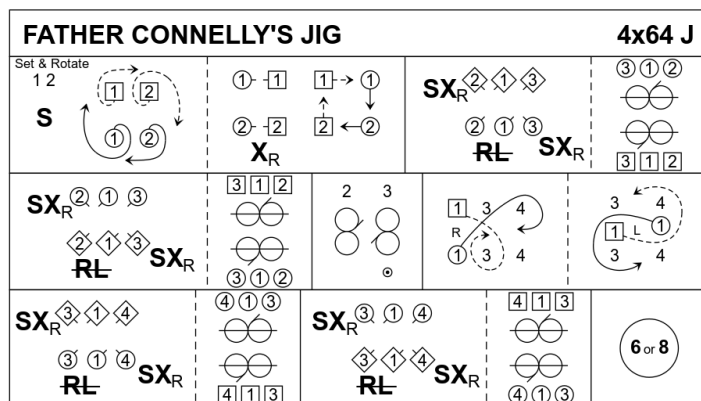 FATHER CONNELLY'S JIG 4x64 J
Set & Rotate
1 2
S
1 2
1 2
1 1 1 1
2 2 2 2
X R
SX R 2 1 3
2 1 3
RL SX R
3 1 2
3 1 2
SX R 2 1 3
2 1 3
RL SX R
3 1 2
3 1 2
2 3
1 3 4
R
1 3 4
3 4
1 L 1
3 4
SX R 3 1 4
3 1 4
RL SX R
4 1 3
4 1 3
SX R 3 1 4
3 1 4
RL SX R
4 1 3
4 1 3
6 or 8